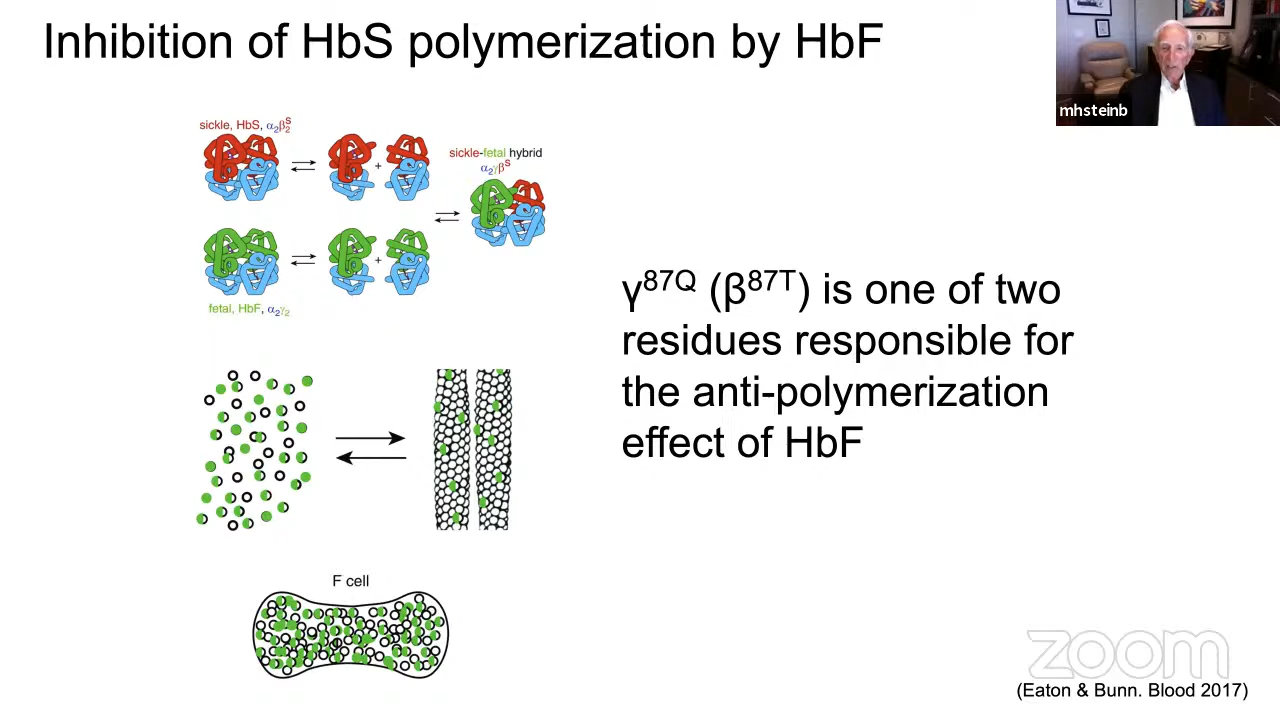 Inhibition of HbS polymerization by HbF
mhsteinb
sickle, HbS, α₂β₂ˢ
sickle-fetal hybrid
α₂γβˢ
fetal, HbF, α₂γ₂
γ⁸⁷Q (β⁸⁷T) is one of two
residues responsible for
the anti-polymerization
effect of HbF
F cell
zoom
(Eaton & Bunn. Blood 2017)